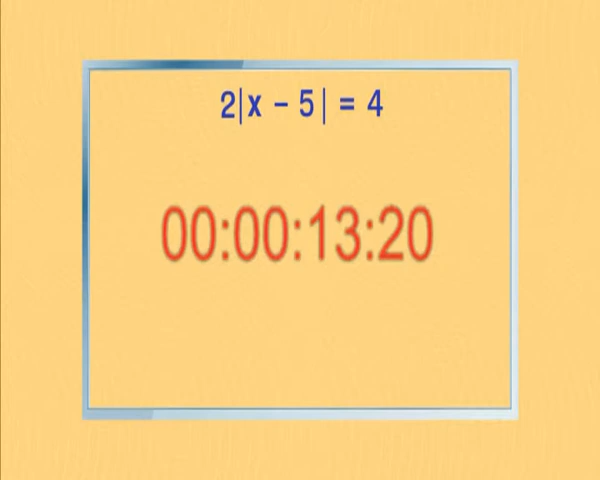 2|x – 5| = 4
00:00:13:20